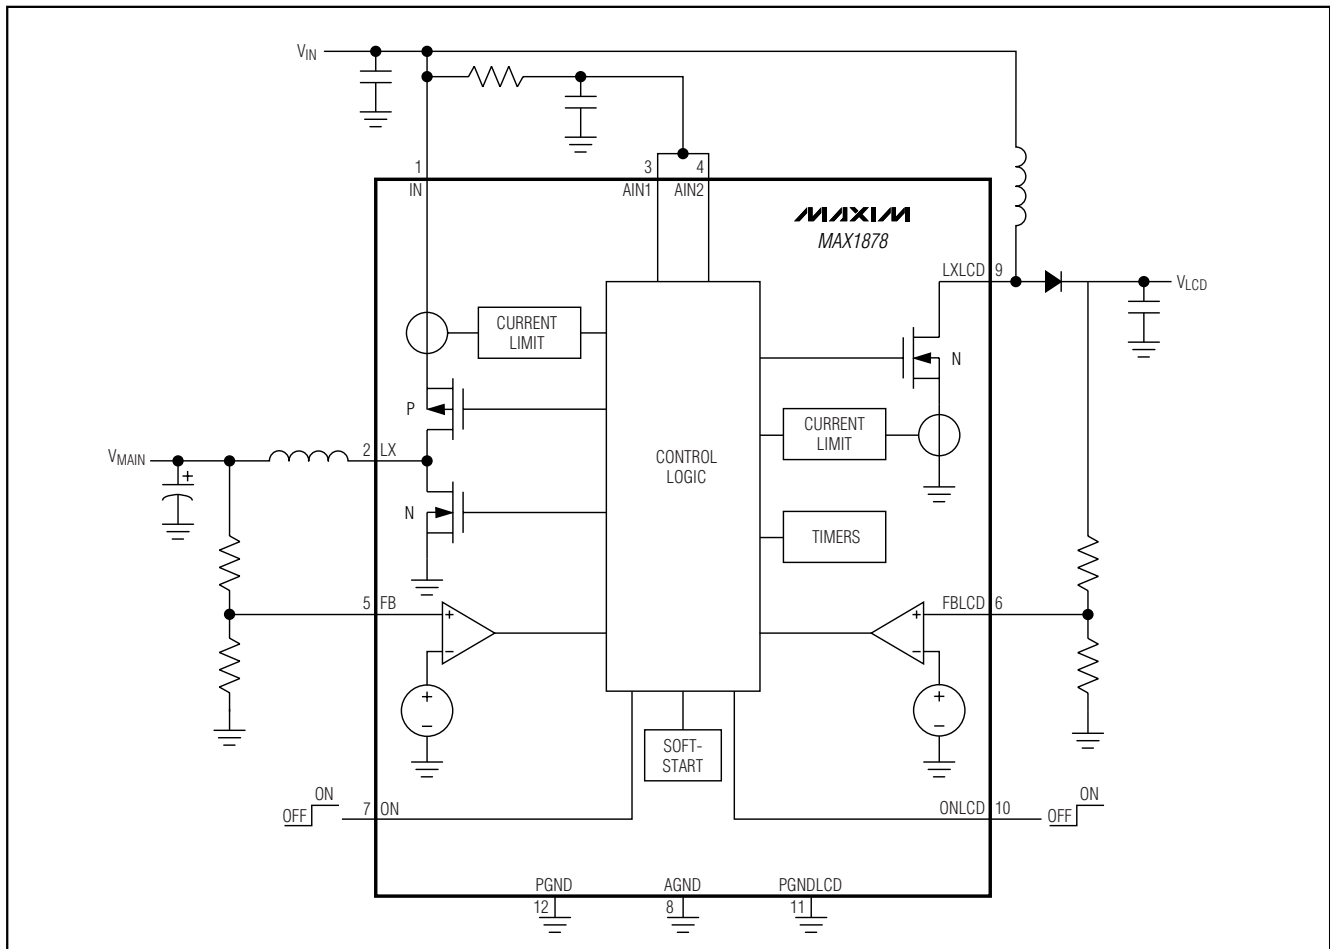 VIN
1
IN
3
4
AIN1
AIN2
MAXIM
MAX1878
LXLCD
9
VLCD
CURRENT
LIMIT
P
N
CURRENT
LIMIT
VMAIN
+
2
LX
CONTROL
LOGIC
N
TIMERS
5
FB
+
−
FBLCD
6
+
−
+
−
+
−
SOFT-
START
OFF
ON
7
ON
ONLCD
10
OFF
ON
PGND
12
AGND
8
PGNDLCD
11